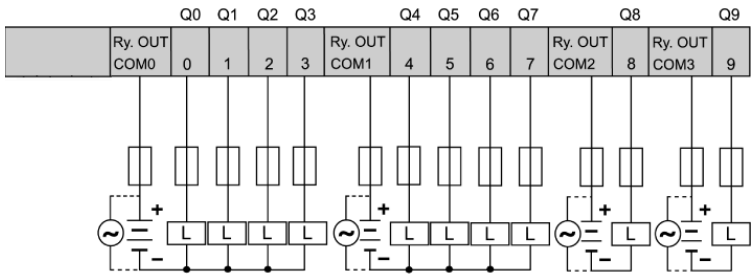 Q0 Q1 Q2 Q3 Q4 Q5 Q6 Q7 Q8 Q9
Ry. OUT Ry. OUT Ry. OUT Ry. OUT
COM0 0 1 2 3 COM1 4 5 6 7 COM2 8 COM3 9
+ + + +
~ L L L L ~ L L L L ~ L ~ L
− − − −